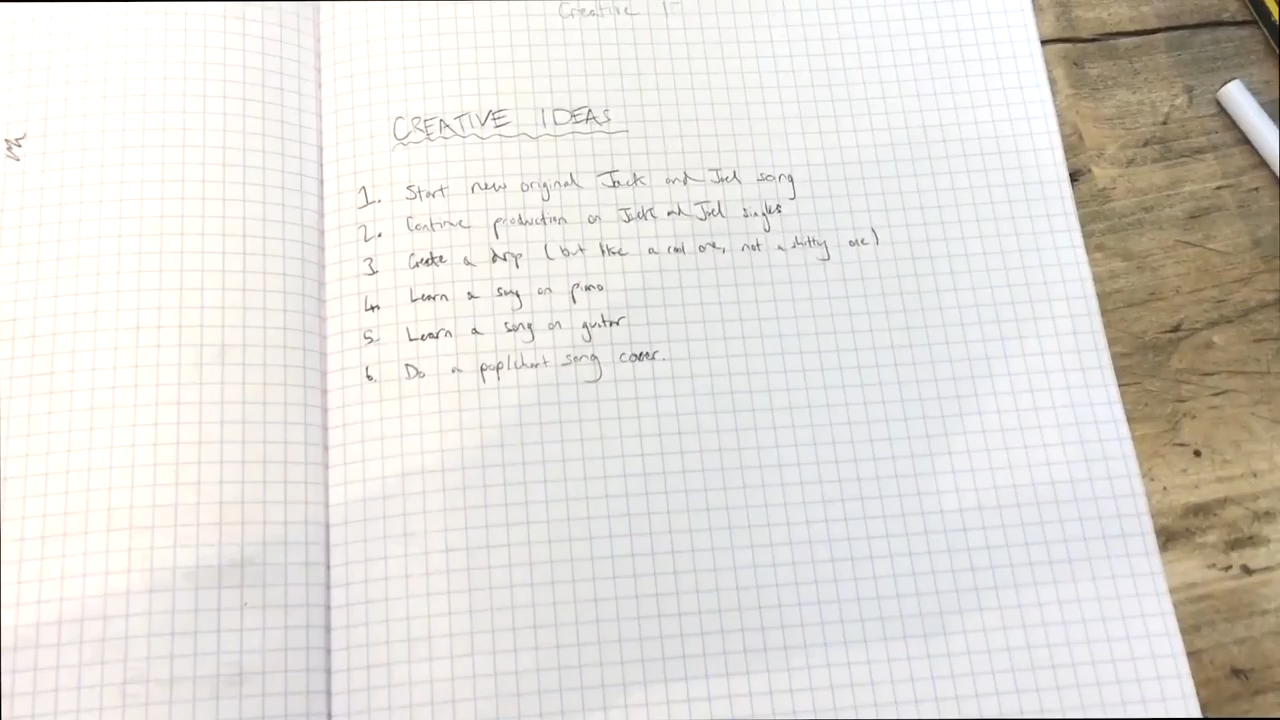 Creative
CREATIVE IDEAS
1. Start new original Jack and Joel song
2. Continue production on Jack and Joel singles
3. Create a drop (but like a cool one, not a shitty one)
4. Learn a song on piano
5. Learn a song on guitar
6. Do a pop/chart song cover.